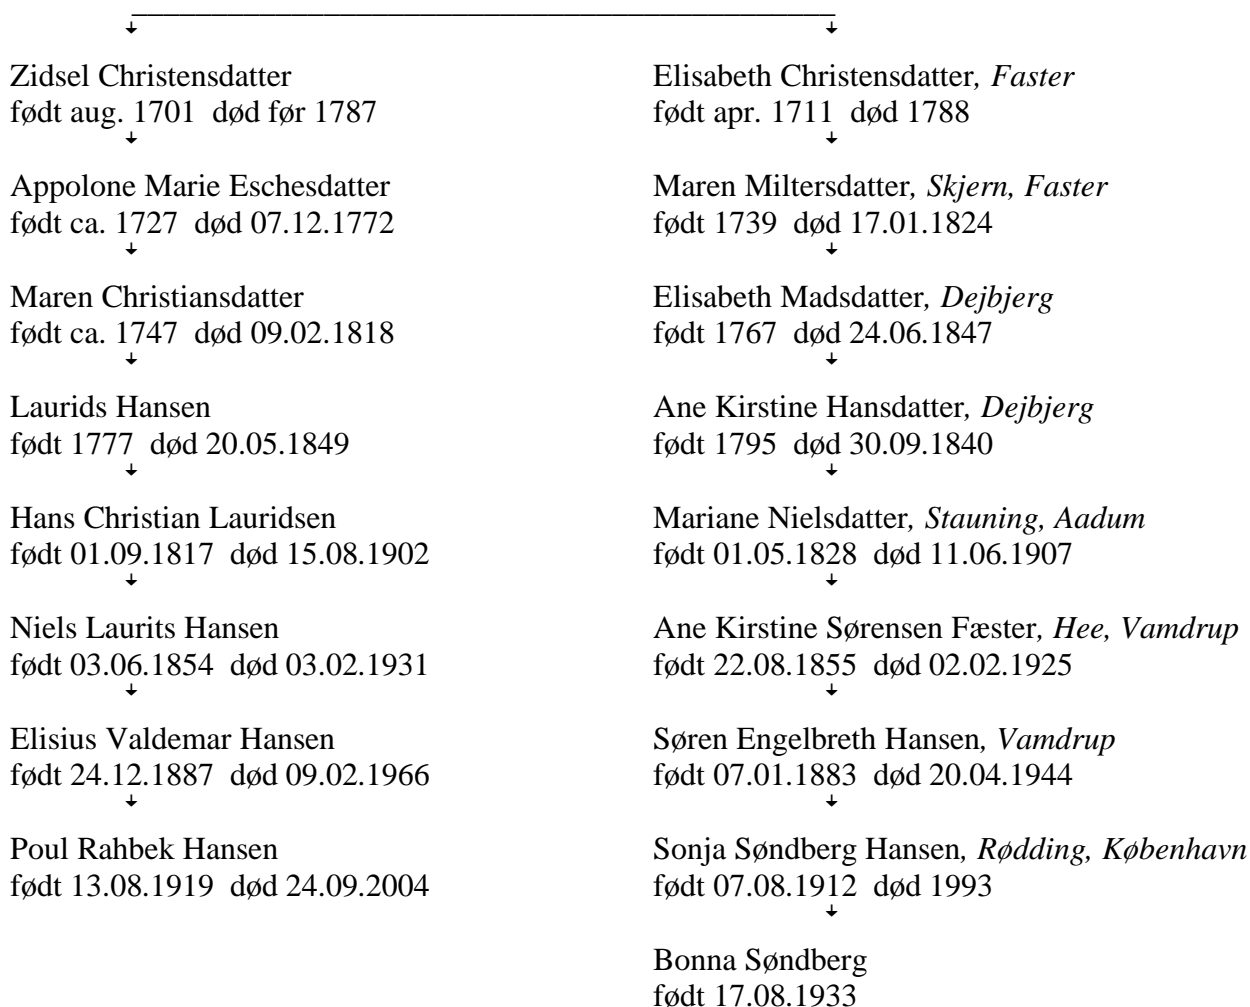 Zidsel Christensdatter
født aug. 1701  død før 1787
Appolone Marie Eschesdatter
født ca. 1727  død 07.12.1772
Maren Christiansdatter
født ca. 1747  død 09.02.1818
Laurids Hansen
født 1777  død 20.05.1849
Hans Christian Lauridsen
født 01.09.1817  død 15.08.1902
Niels Laurits Hansen
født 03.06.1854  død 03.02.1931
Elisius Valdemar Hansen
født 24.12.1887  død 09.02.1966
Poul Rahbek Hansen
født 13.08.1919  død 24.09.2004
Elisabeth Christensdatter, Faster
født apr. 1711  død 1788
Maren Miltersdatter, Skjern, Faster
født 1739  død 17.01.1824
Elisabeth Madsdatter, Dejbjerg
født 1767  død 24.06.1847
Ane Kirstine Hansdatter, Dejbjerg
født 1795  død 30.09.1840
Mariane Nielsdatter, Stauning, Aadum
født 01.05.1828  død 11.06.1907
Ane Kirstine Sørensen Fæster, Hee, Vamdrup
født 22.08.1855  død 02.02.1925
Søren Engelbreth Hansen, Vamdrup
født 07.01.1883  død 20.04.1944
Sonja Søndberg Hansen, Rødding, København
født 07.08.1912  død 1993
Bonna Søndberg
født 17.08.1933